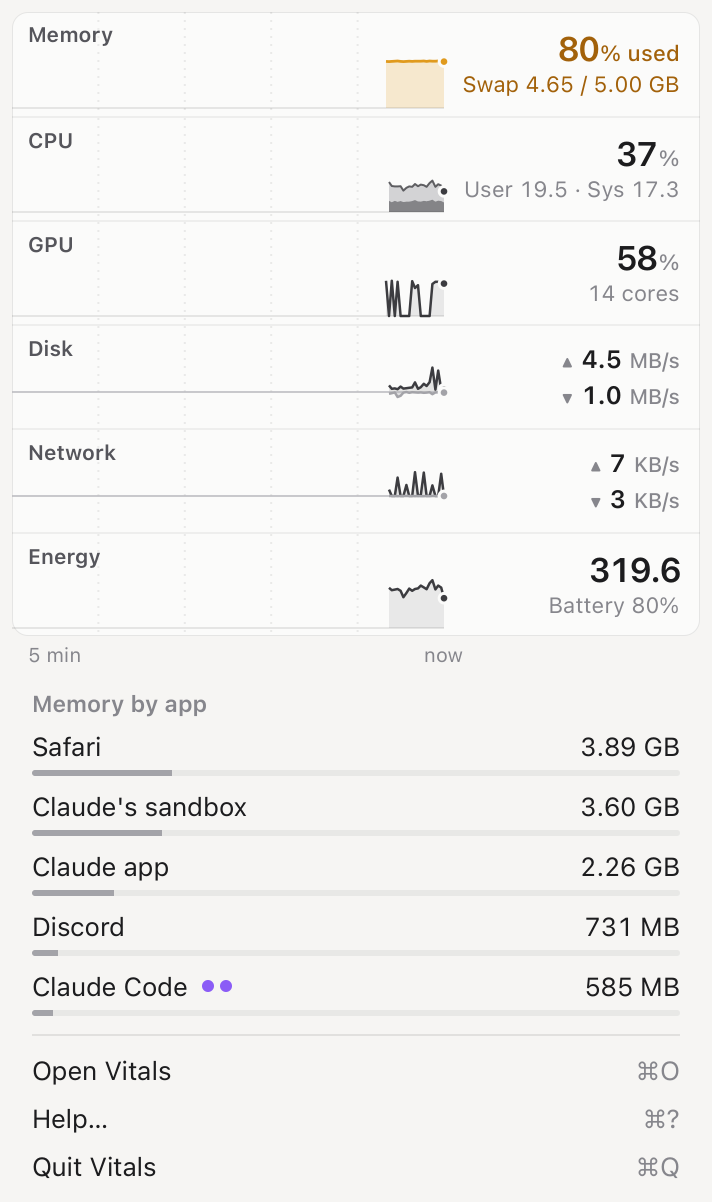 Memory
80% used
Swap 4.65 / 5.00 GB
CPU
37%
User 19.5 · Sys 17.3
GPU
58%
14 cores
Disk
▲ 4.5 MB/s
▼ 1.0 MB/s
Network
▲ 7 KB/s
▼ 3 KB/s
Energy
319.6
Battery 80%
5 min now
Memory by app
Safari 3.89 GB
Claude's sandbox 3.60 GB
Claude app 2.26 GB
Discord 731 MB
Claude Code 585 MB
Open Vitals ⌘O
Help... ⌘?
Quit Vitals ⌘Q